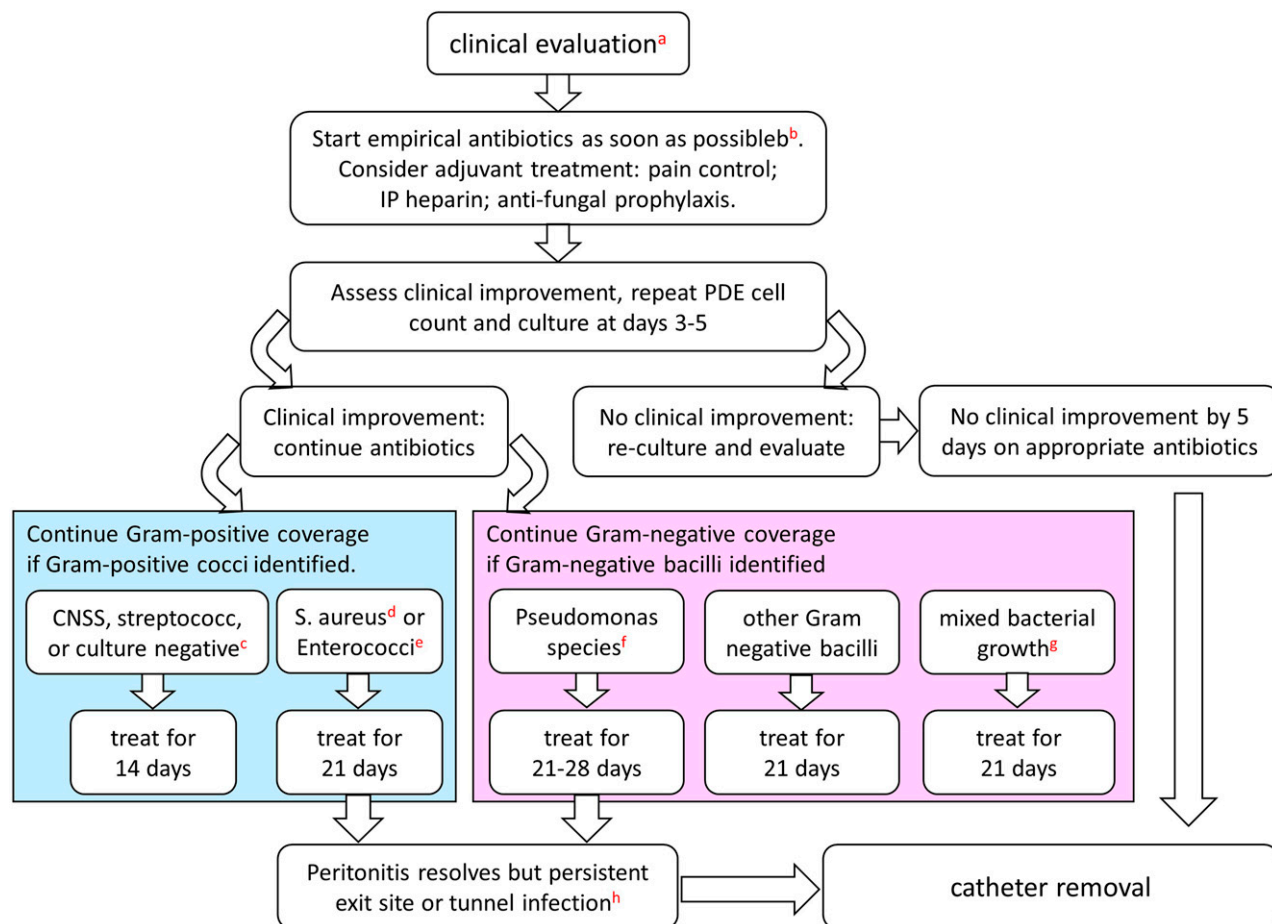 clinical evaluationa
Start empirical antibiotics as soon as possiblebb.
Consider adjuvant treatment: pain control;
IP heparin; anti-fungal prophylaxis.
Assess clinical improvement, repeat PDE cell
count and culture at days 3-5
Clinical improvement:
continue antibiotics
No clinical improvement:
re-culture and evaluate
No clinical improvement by 5
days on appropriate antibiotics
Continue Gram-positive coverage
if Gram-positive cocci identified.
CNSS, streptococc,
or culture negativec
S. aureusd or
Enterococcie
treat for
14 days
treat for
21 days
Continue Gram-negative coverage
if Gram-negative bacilli identified
Pseudomonas
speciesf
other Gram
negative bacilli
mixed bacterial
growthg
treat for
21-28 days
treat for
21 days
treat for
21 days
Peritonitis resolves but persistent
exit site or tunnel infectionh
catheter removal